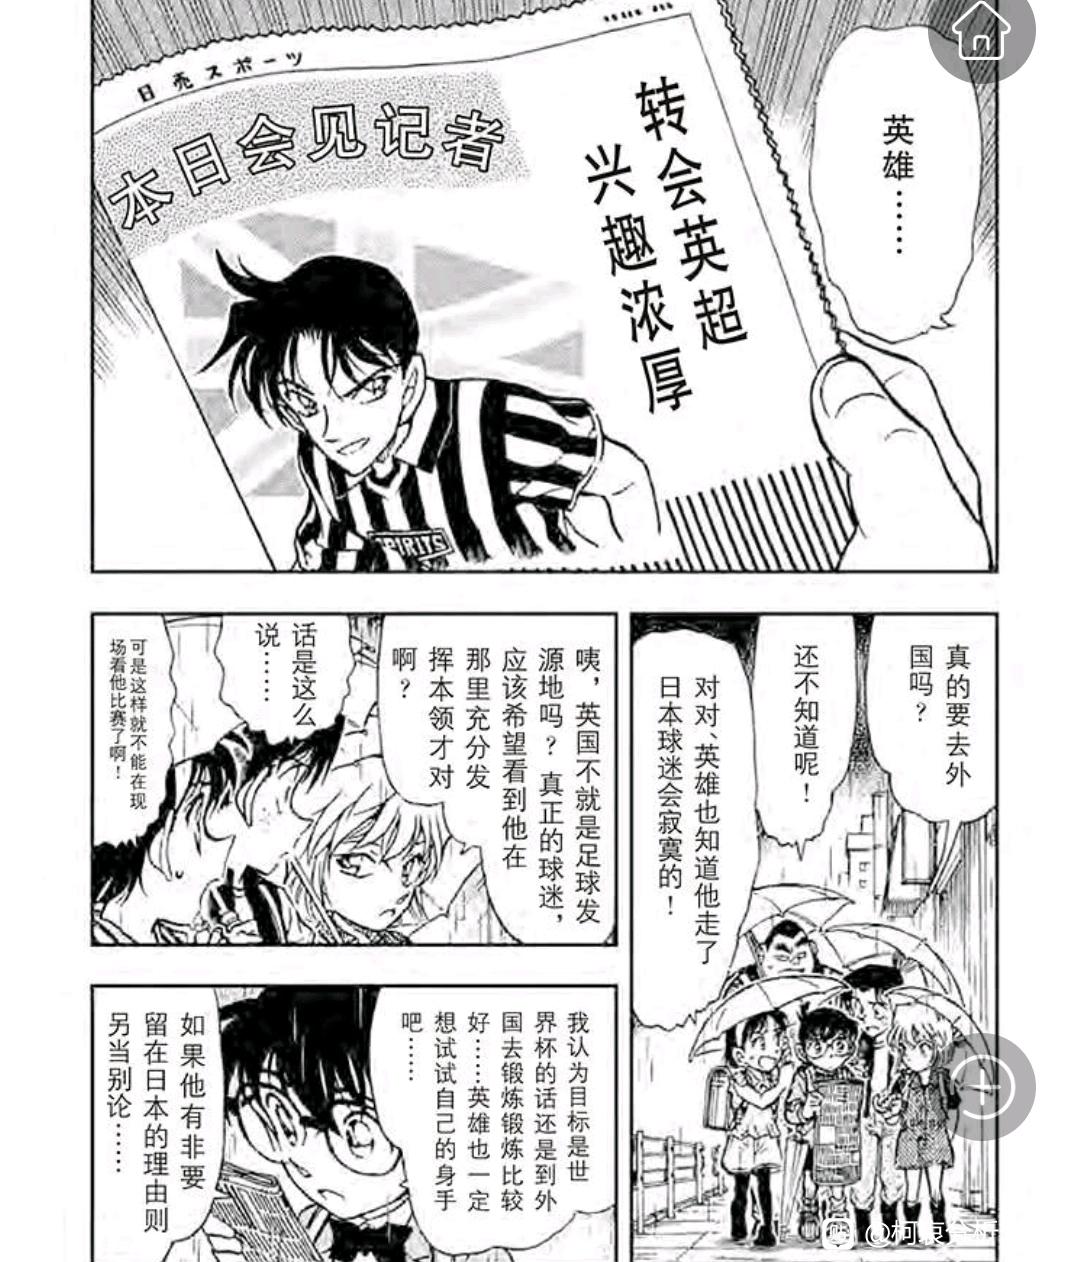 日売スポーツ
本日会见记者
转会英超
兴趣浓厚
SPIRITS
英雄……
真的要去外
国吗？
还不知道呢！
对对、英雄也知道他走了
日本球迷会寂寞的！
咦，英国不就是足球发
源地吗？真正的球迷，
应该希望看到他在
那里充分发
挥本领才对
啊？
话是这么
说……
可是这样就不能在现
场看他比赛了啊！
我认为目标是世
界杯的话还是到外
国去锻炼锻炼比较
好……英雄也一定
想试试自己的身手
吧……
如果他有非要
留在日本的理由则
另当别论……
@柯哀分析